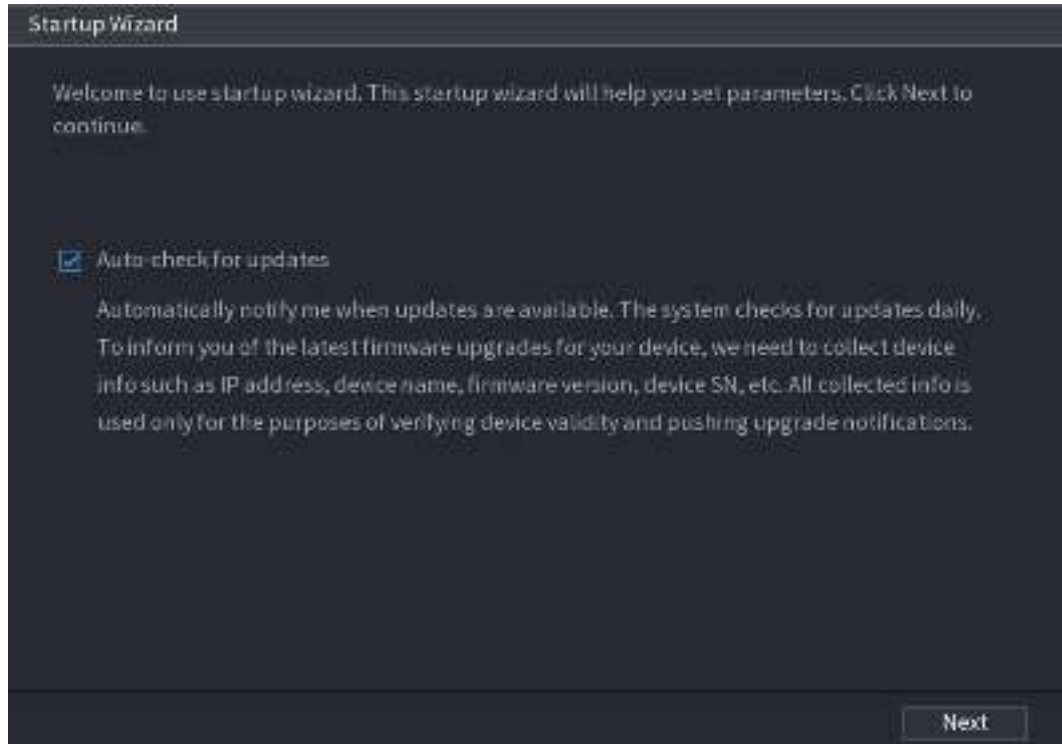 Startup Wizard
Welcome to use startup wizard. This startup wizard will help you set parameters. Click Next to
continue.
Auto-check for updates
Automatically notify me when updates are available. The system checks for updates daily.
To inform you of the latest firmware upgrades for your device, we need to collect device
info such as IP address, device name, firmware version, device SN, etc. All collected info is
used only for the purposes of verifying device validity and pushing upgrade notifications.
Next